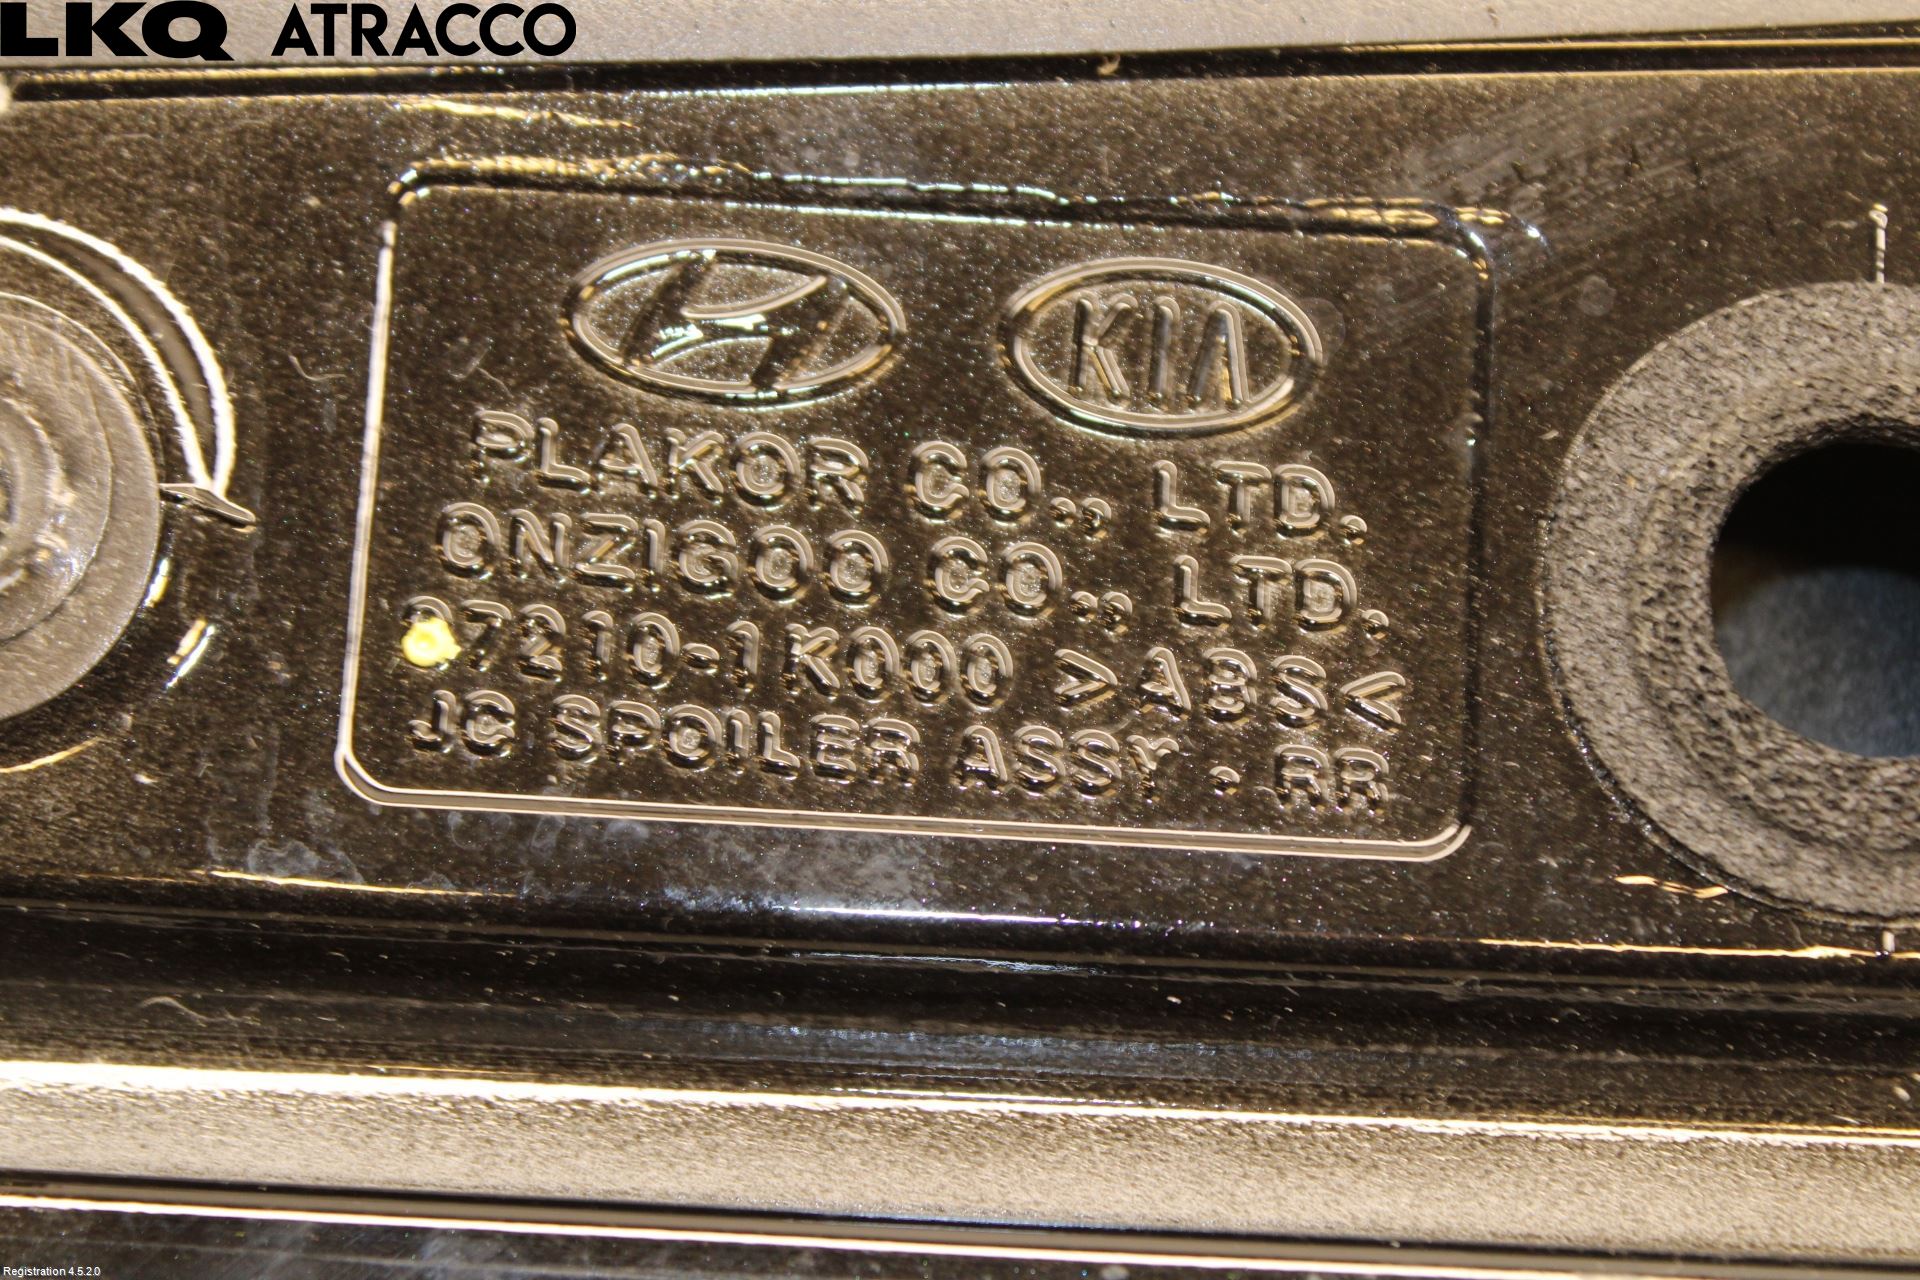 LKQ ATRACCO
KIA
PLAKOR CO., LTD.
ONZIGOO CO., LTD.
87210-1K000 >ABS<
JC SPOILER ASSY - RR
Registration 4.5.2.0